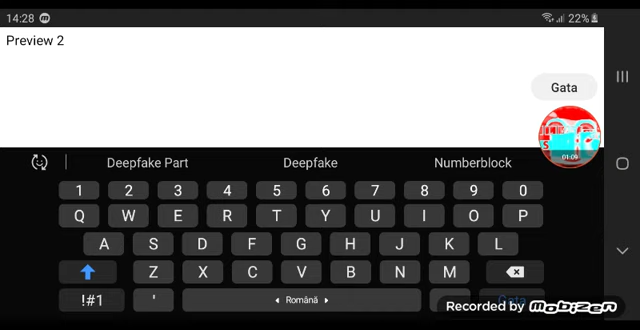 14:28 22%
Preview 2
Gata
01:09
Deepfake Part Deepfake Numberblock
1 2 3 4 5 6 7 8 9 0
Q W E R T Y U I O P
A S D F G H J K L
Z X C V B N M
!#1 ' Română Gata
Recorded by MOBIZEN